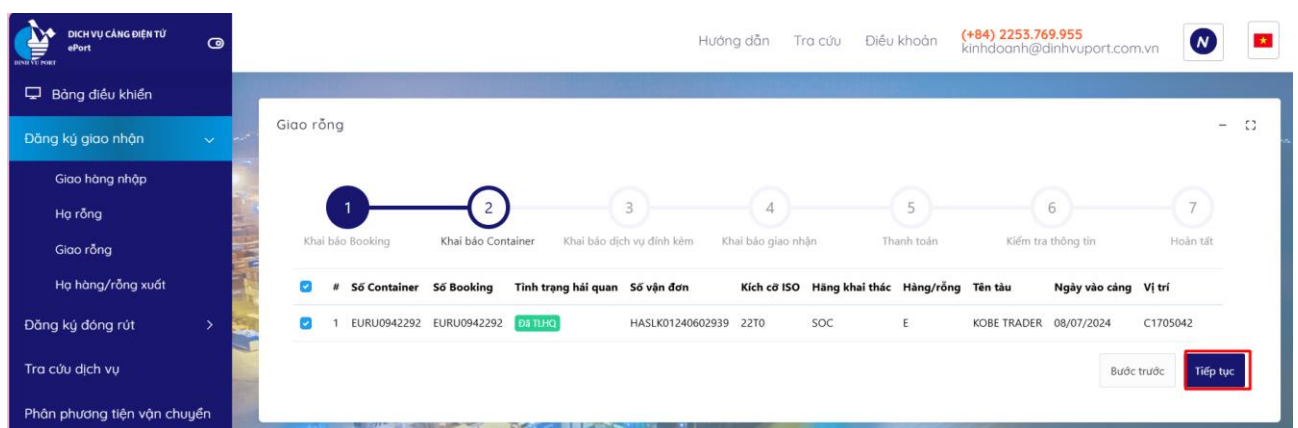 DỊCH VỤ CẢNG ĐIỆN TỬ
ePort
DINH VU PORT
Hướng dẫn Tra cứu Điều khoản
(+84) 2253.769.955
kinhdoanh@dinhvuport.com.vn
N
Bảng điều khiển
Đăng ký giao nhận
Giao hàng nhập
Hạ rỗng
Giao rỗng
Hạ hàng/rỗng xuất
Đăng ký đóng rút
Tra cứu dịch vụ
Phân phương tiện vận chuyển
Giao rỗng
1 2 3 4 5 6 7
Khai báo Booking Khai báo Container Khai báo dịch vụ đính kèm Khai báo giao nhận Thanh toán Kiểm tra thông tin Hoàn tất
# Số Container Số Booking Tình trạng hải quan Số vận đơn Kích cỡ ISO Hãng khai thác Hàng/rỗng Tên tàu Ngày vào cảng Vị trí
1 EURU0942292 EURU0942292 Đã TLHQ HASLK01240602939 22T0 SOC E KOBE TRADER 08/07/2024 C1705042
Bước trước Tiếp tục